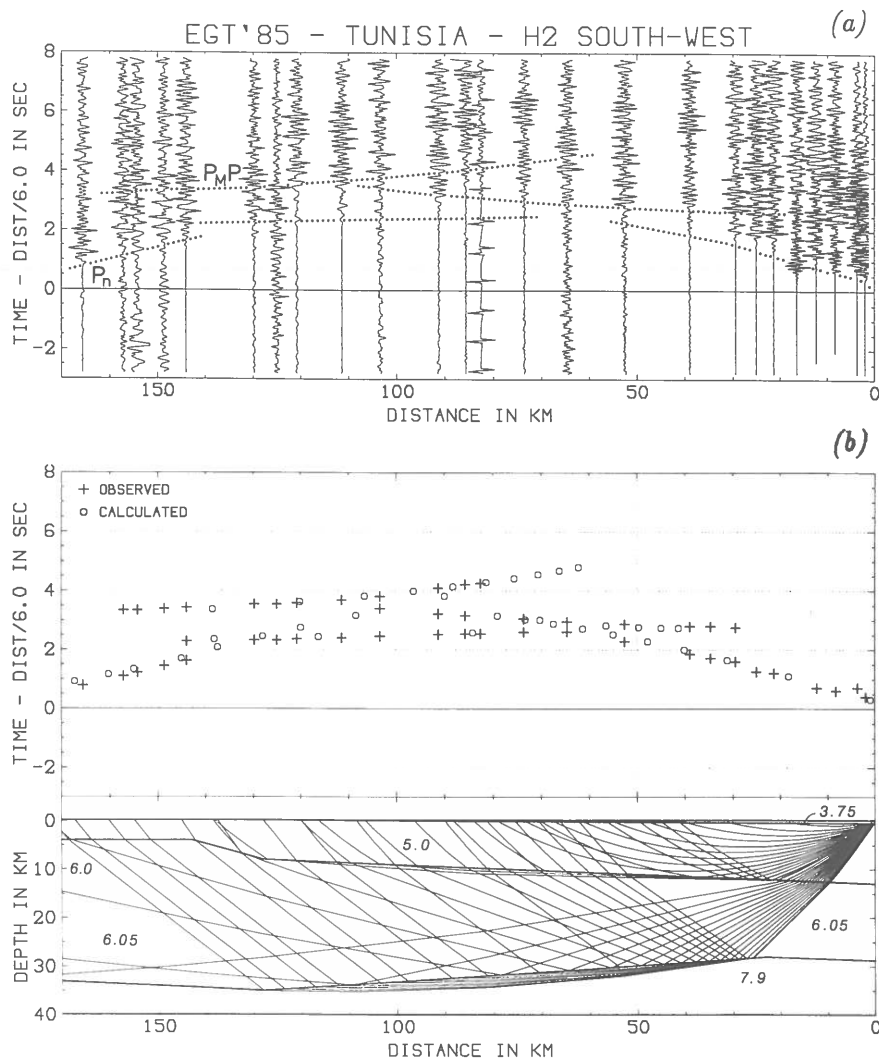 EGT'85 - TUNISIA - H2 SOUTH-WEST
(a)
TIME - DIST/6.0 IN SEC
8
6
4
2
0
-2
PMP
Pn
150
100
50
0
DISTANCE IN KM
(b)
TIME - DIST/6.0 IN SEC
8
6
4
2
0
-2
+ OBSERVED
o CALCULATED
DEPTH IN KM
0
10
20
30
40
3.75
5.0
6.0
6.05
6.05
7.9
150
100
50
0
DISTANCE IN KM